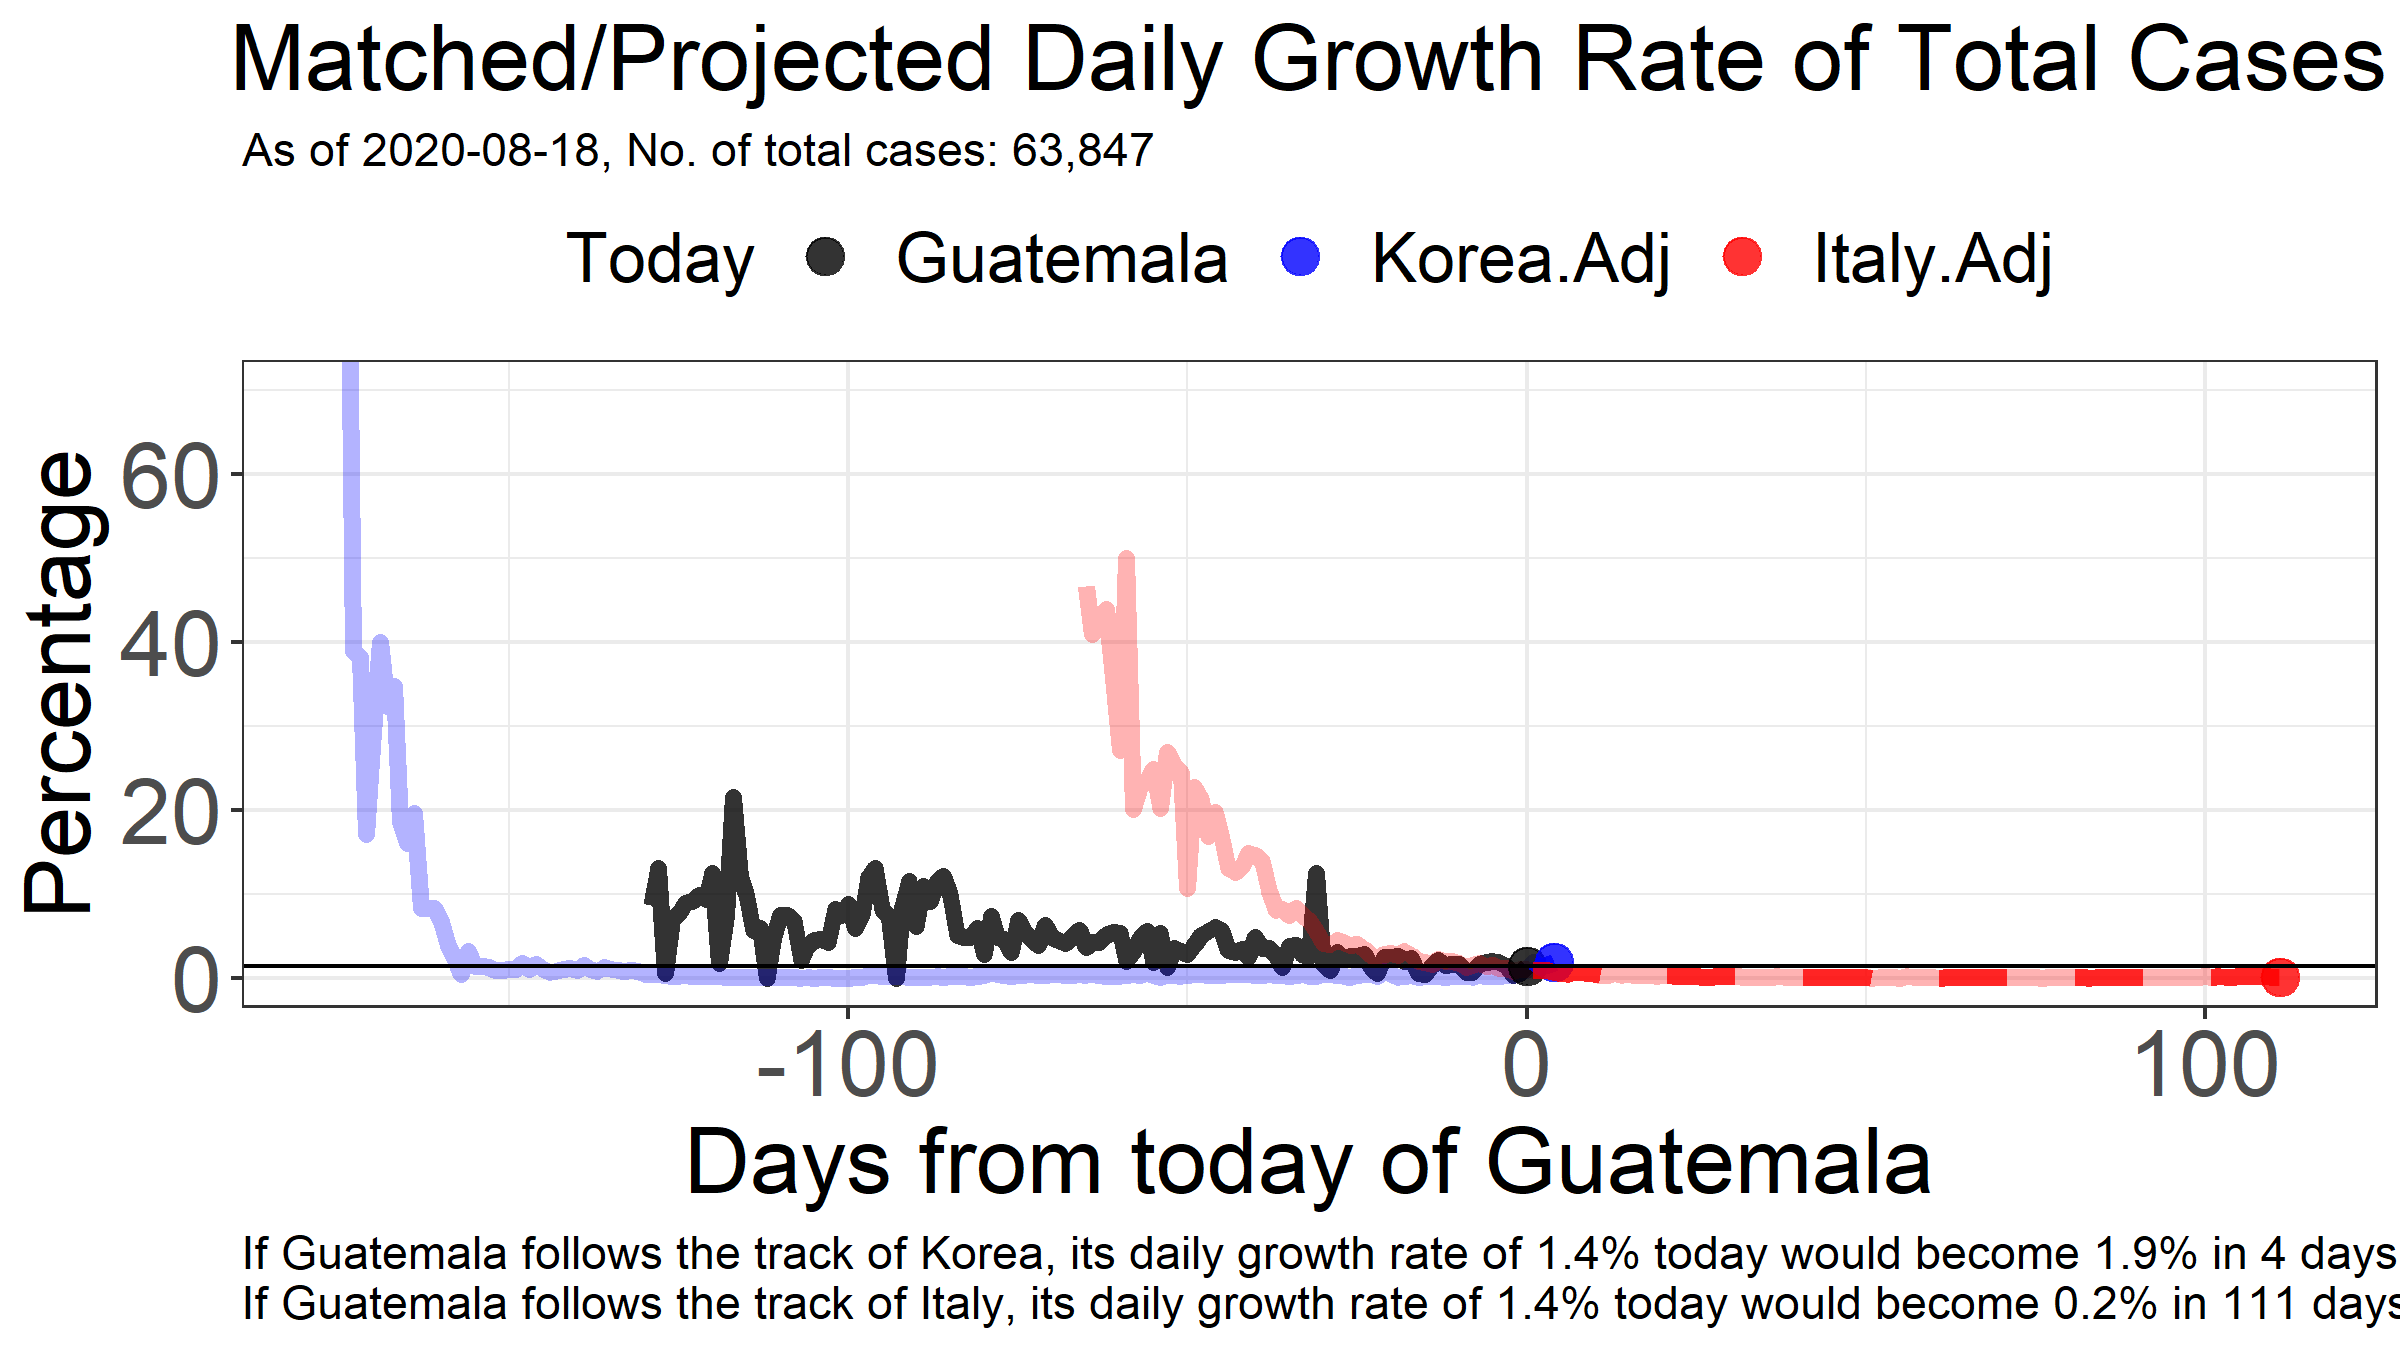 Matched/Projected Daily Growth Rate of Total Cases
As of 2020-08-18, No. of total cases: 63,847
Today Guatemala Korea.Adj Italy.Adj
Percentage
60
40
20
0
-100 0 100
Days from today of Guatemala
If Guatemala follows the track of Korea, its daily growth rate of 1.4% today would become 1.9% in 4 days
If Guatemala follows the track of Italy, its daily growth rate of 1.4% today would become 0.2% in 111 days